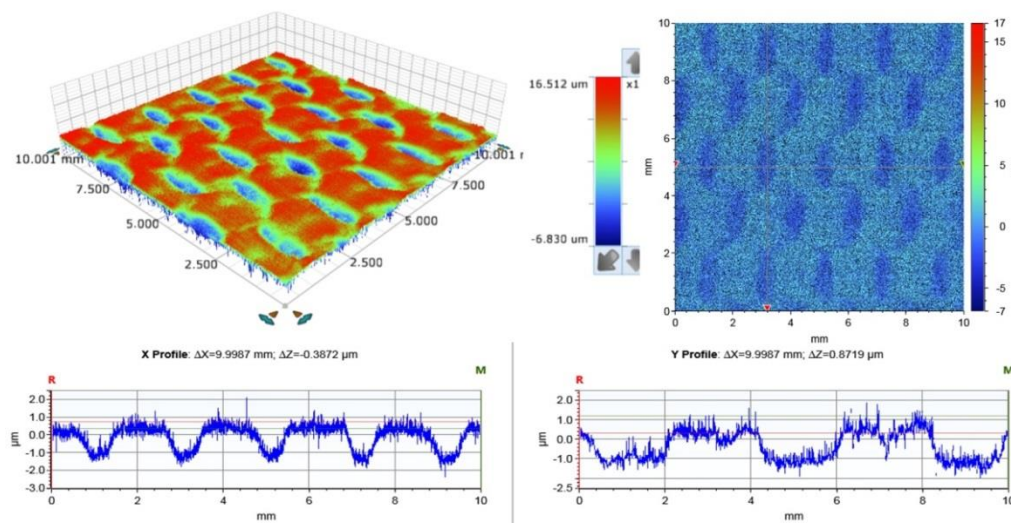 16.512 um
x1
-6.830 um
10.001 mm
7.500
5.000
2.500
2.500
5.000
7.500
10.001 r
10
8
6
4
2
0
mm
0 2 4 6 8 10
mm
17
15
10
5
0
-5
-7
X Profile: ΔX=9.9987 mm; ΔZ=-0.3872 µm
R
M
2.0
1.0
0.0
-1.0
-3.0
µm
0 2 4 6 8 10
mm
Y Profile: ΔX=9.9987 mm; ΔZ=0.8719 µm
R
M
2.0
1.0
0.0
-1.0
-2.5
µm
0 2 4 6 8 10
mm